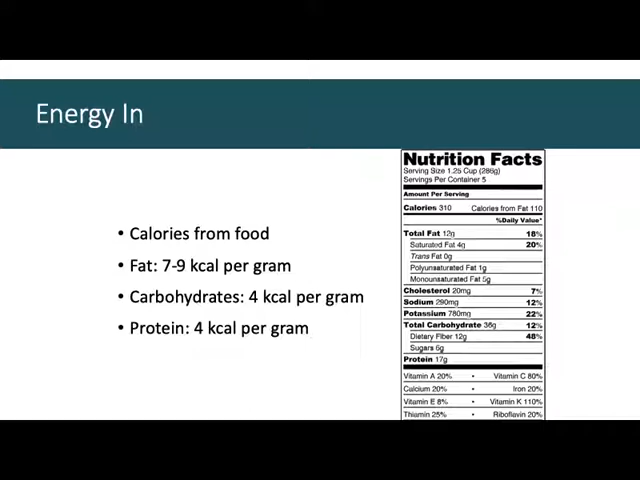 Energy In
• Calories from food
• Fat: 7-9 kcal per gram
• Carbohydrates: 4 kcal per gram
• Protein: 4 kcal per gram
Nutrition Facts
Serving Size 1.25 Cup (286g)
Servings Per Container 5
Amount Per Serving
Calories 310 Calories from Fat 110
%Daily Value*
Total Fat 12g 18%
Saturated Fat 4g 20%
Trans Fat 0g
Polyunsaturated Fat 1g
Monounsaturated Fat 5g
Cholesterol 20mg 7%
Sodium 290mg 12%
Potassium 780mg 22%
Total Carbohydrate 36g 12%
Dietary Fiber 12g 48%
Sugars 6g
Protein 17g
Vitamin A 20% • Vitamin C 80%
Calcium 20% • Iron 20%
Vitamin E 8% • Vitamin K 110%
Thiamin 25% • Riboflavin 20%